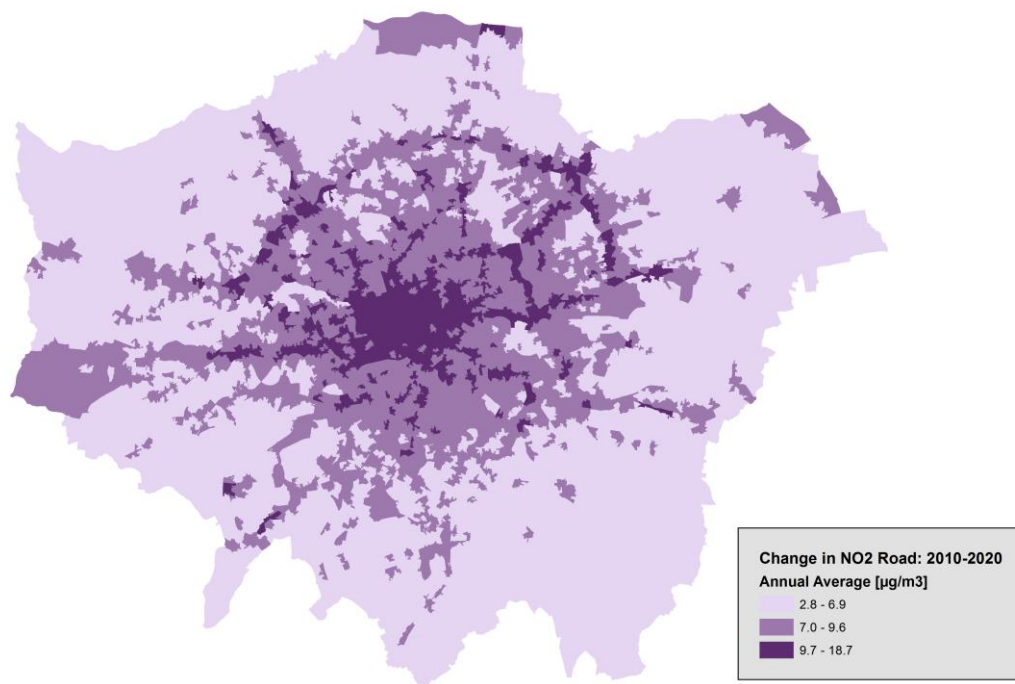 Change in NO2 Road: 2010-2020
Annual Average [µg/m3]
2.8 - 6.9
7.0 - 9.6
9.7 - 18.7